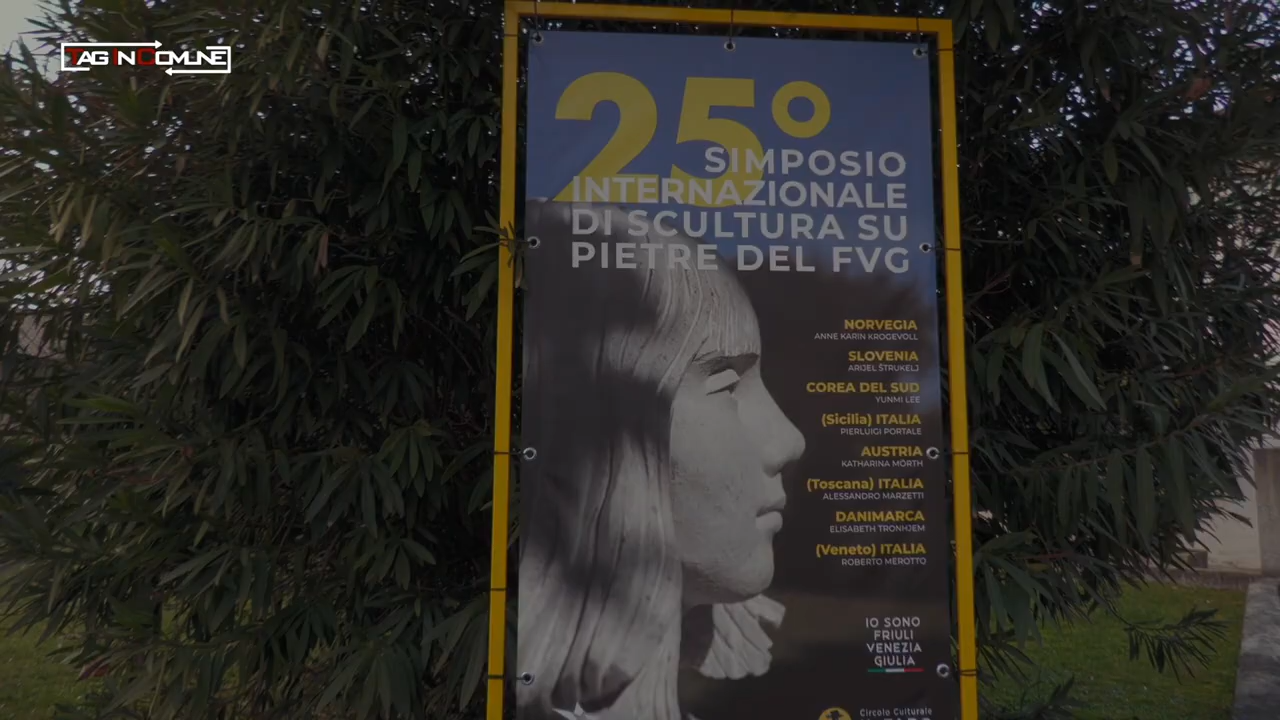 TAG IN COMUNE
25°
SIMPOSIO
INTERNAZIONALE
DI SCULTURA SU
PIETRE DEL FVG
NORVEGIA
ANNE KARIN KROGEVOLL
SLOVENIA
ARIJEL ŠTRUKELJ
COREA DEL SUD
YUNMI LEE
(Sicilia) ITALIA
PIERLUIGI PORTALE
AUSTRIA
KATHARINA MÖRTH
(Toscana) ITALIA
ALESSANDRO MARZETTI
DANIMARCA
ELISABETH TRONHJEM
(Veneto) ITALIA
ROBERTO MEROTTO
IO SONO
FRIULI
VENEZIA
GIULIA
Circolo Culturale